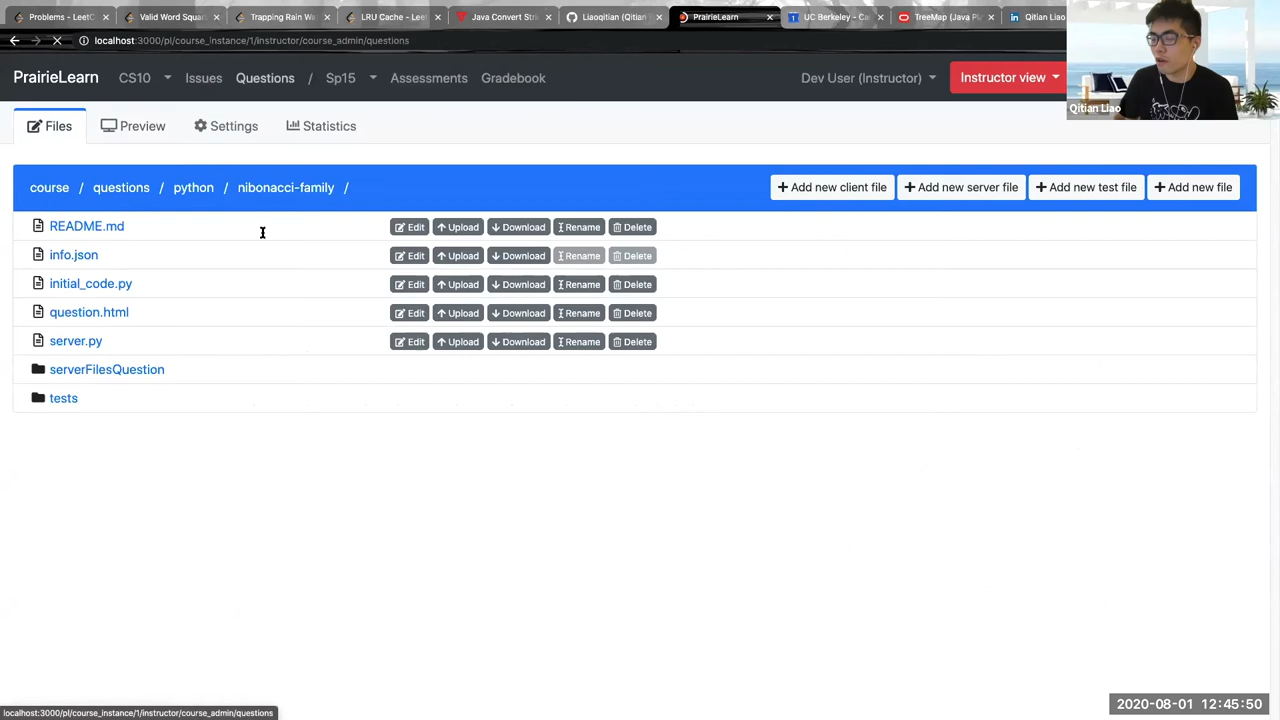 Problems - LeetC
Valid Word Squa
Trapping Rain Wa
LRU Cache - Leet
Java Convert Stri
Liaoqitian (Qitian
PrairieLearn
UC Berkeley - Ca
TreeMap (Java Pl
Qitian Liao
localhost:3000/pl/course_instance/1/instructor/course_admin/questions
PrairieLearn CS10 Issues Questions / Sp15 Assessments Gradebook Dev User (Instructor) Instructor view
Qitian Liao
Files Preview Settings Statistics
course / questions / python / nibonacci-family / + Add new client file + Add new server file + Add new test file + Add new file
README.md Edit Upload Download Rename Delete
info.json Edit Upload Download Rename Delete
initial_code.py Edit Upload Download Rename Delete
question.html Edit Upload Download Rename Delete
server.py Edit Upload Download Rename Delete
serverFilesQuestion
tests
2020-08-01 12:45:50
localhost:3000/pl/course_instance/1/instructor/course_admin/questions